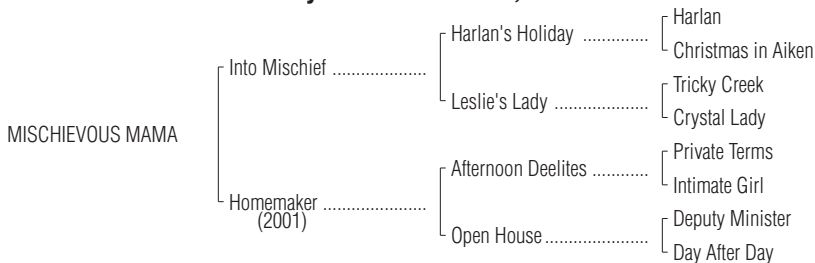 Harlan
Harlan's Holiday ..............
Christmas in Aiken
Into Mischief .....................
Tricky Creek
Leslie's Lady ....................
Crystal Lady
MISCHIEVOUS MAMA
Private Terms
Afternoon Deelites ............
Intimate Girl
Homemaker ......................
(2001)
Deputy Minister
Open House......................
Day After Day